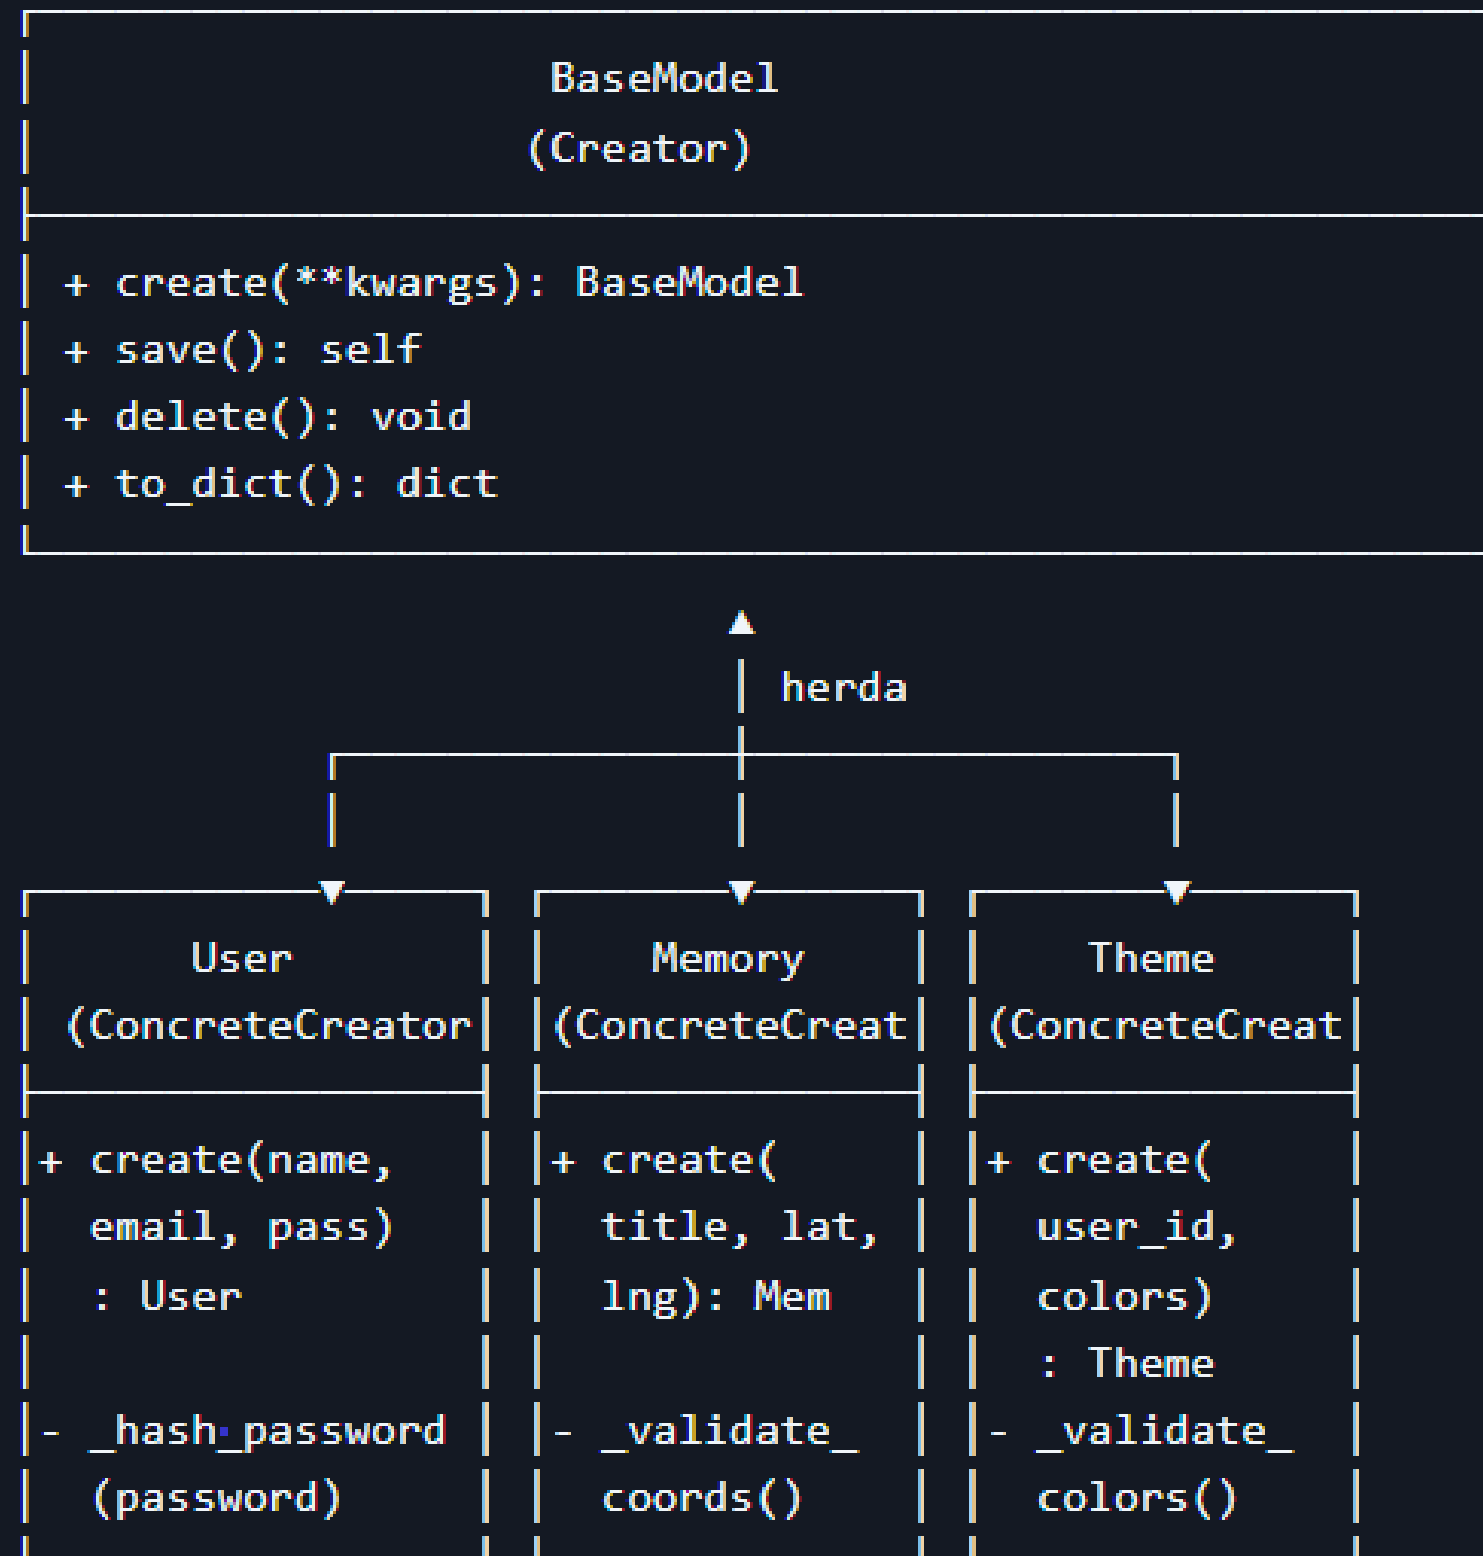 BaseModel
(Creator)
+ create(**kwargs): BaseModel
+ save(): self
+ delete(): void
+ to_dict(): dict
herda
User
(ConcreteCreator
+ create(name,
email, pass)
: User
- _hash_password
(password)
Memory
(ConcreteCreat
+ create(
title, lat,
lng): Mem
- _validate_
coords()
Theme
(ConcreteCreat
+ create(
user_id,
colors)
: Theme
- _validate_
colors()